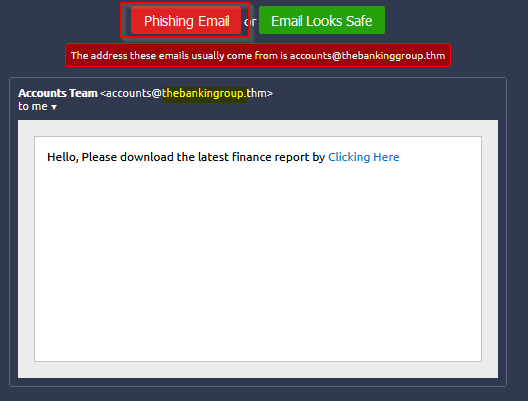 Phishing Email or Email Looks Safe
The address these emails usually come from is accounts@thebankinggroup.thm
Accounts Team <accounts@thebankingroup.thm>
to me ▾
Hello, Please download the latest finance report by Clicking Here